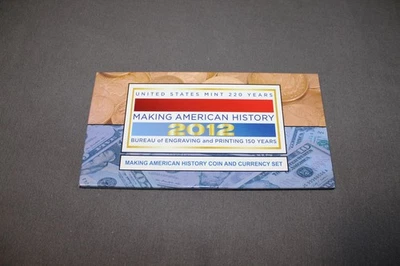 UNITED STATES MINT 220 YEARS
MAKING AMERICAN HISTORY
2012
BUREAU of ENGRAVING and PRINTING 150 YEARS
MAKING AMERICAN HISTORY COIN AND CURRENCY SET